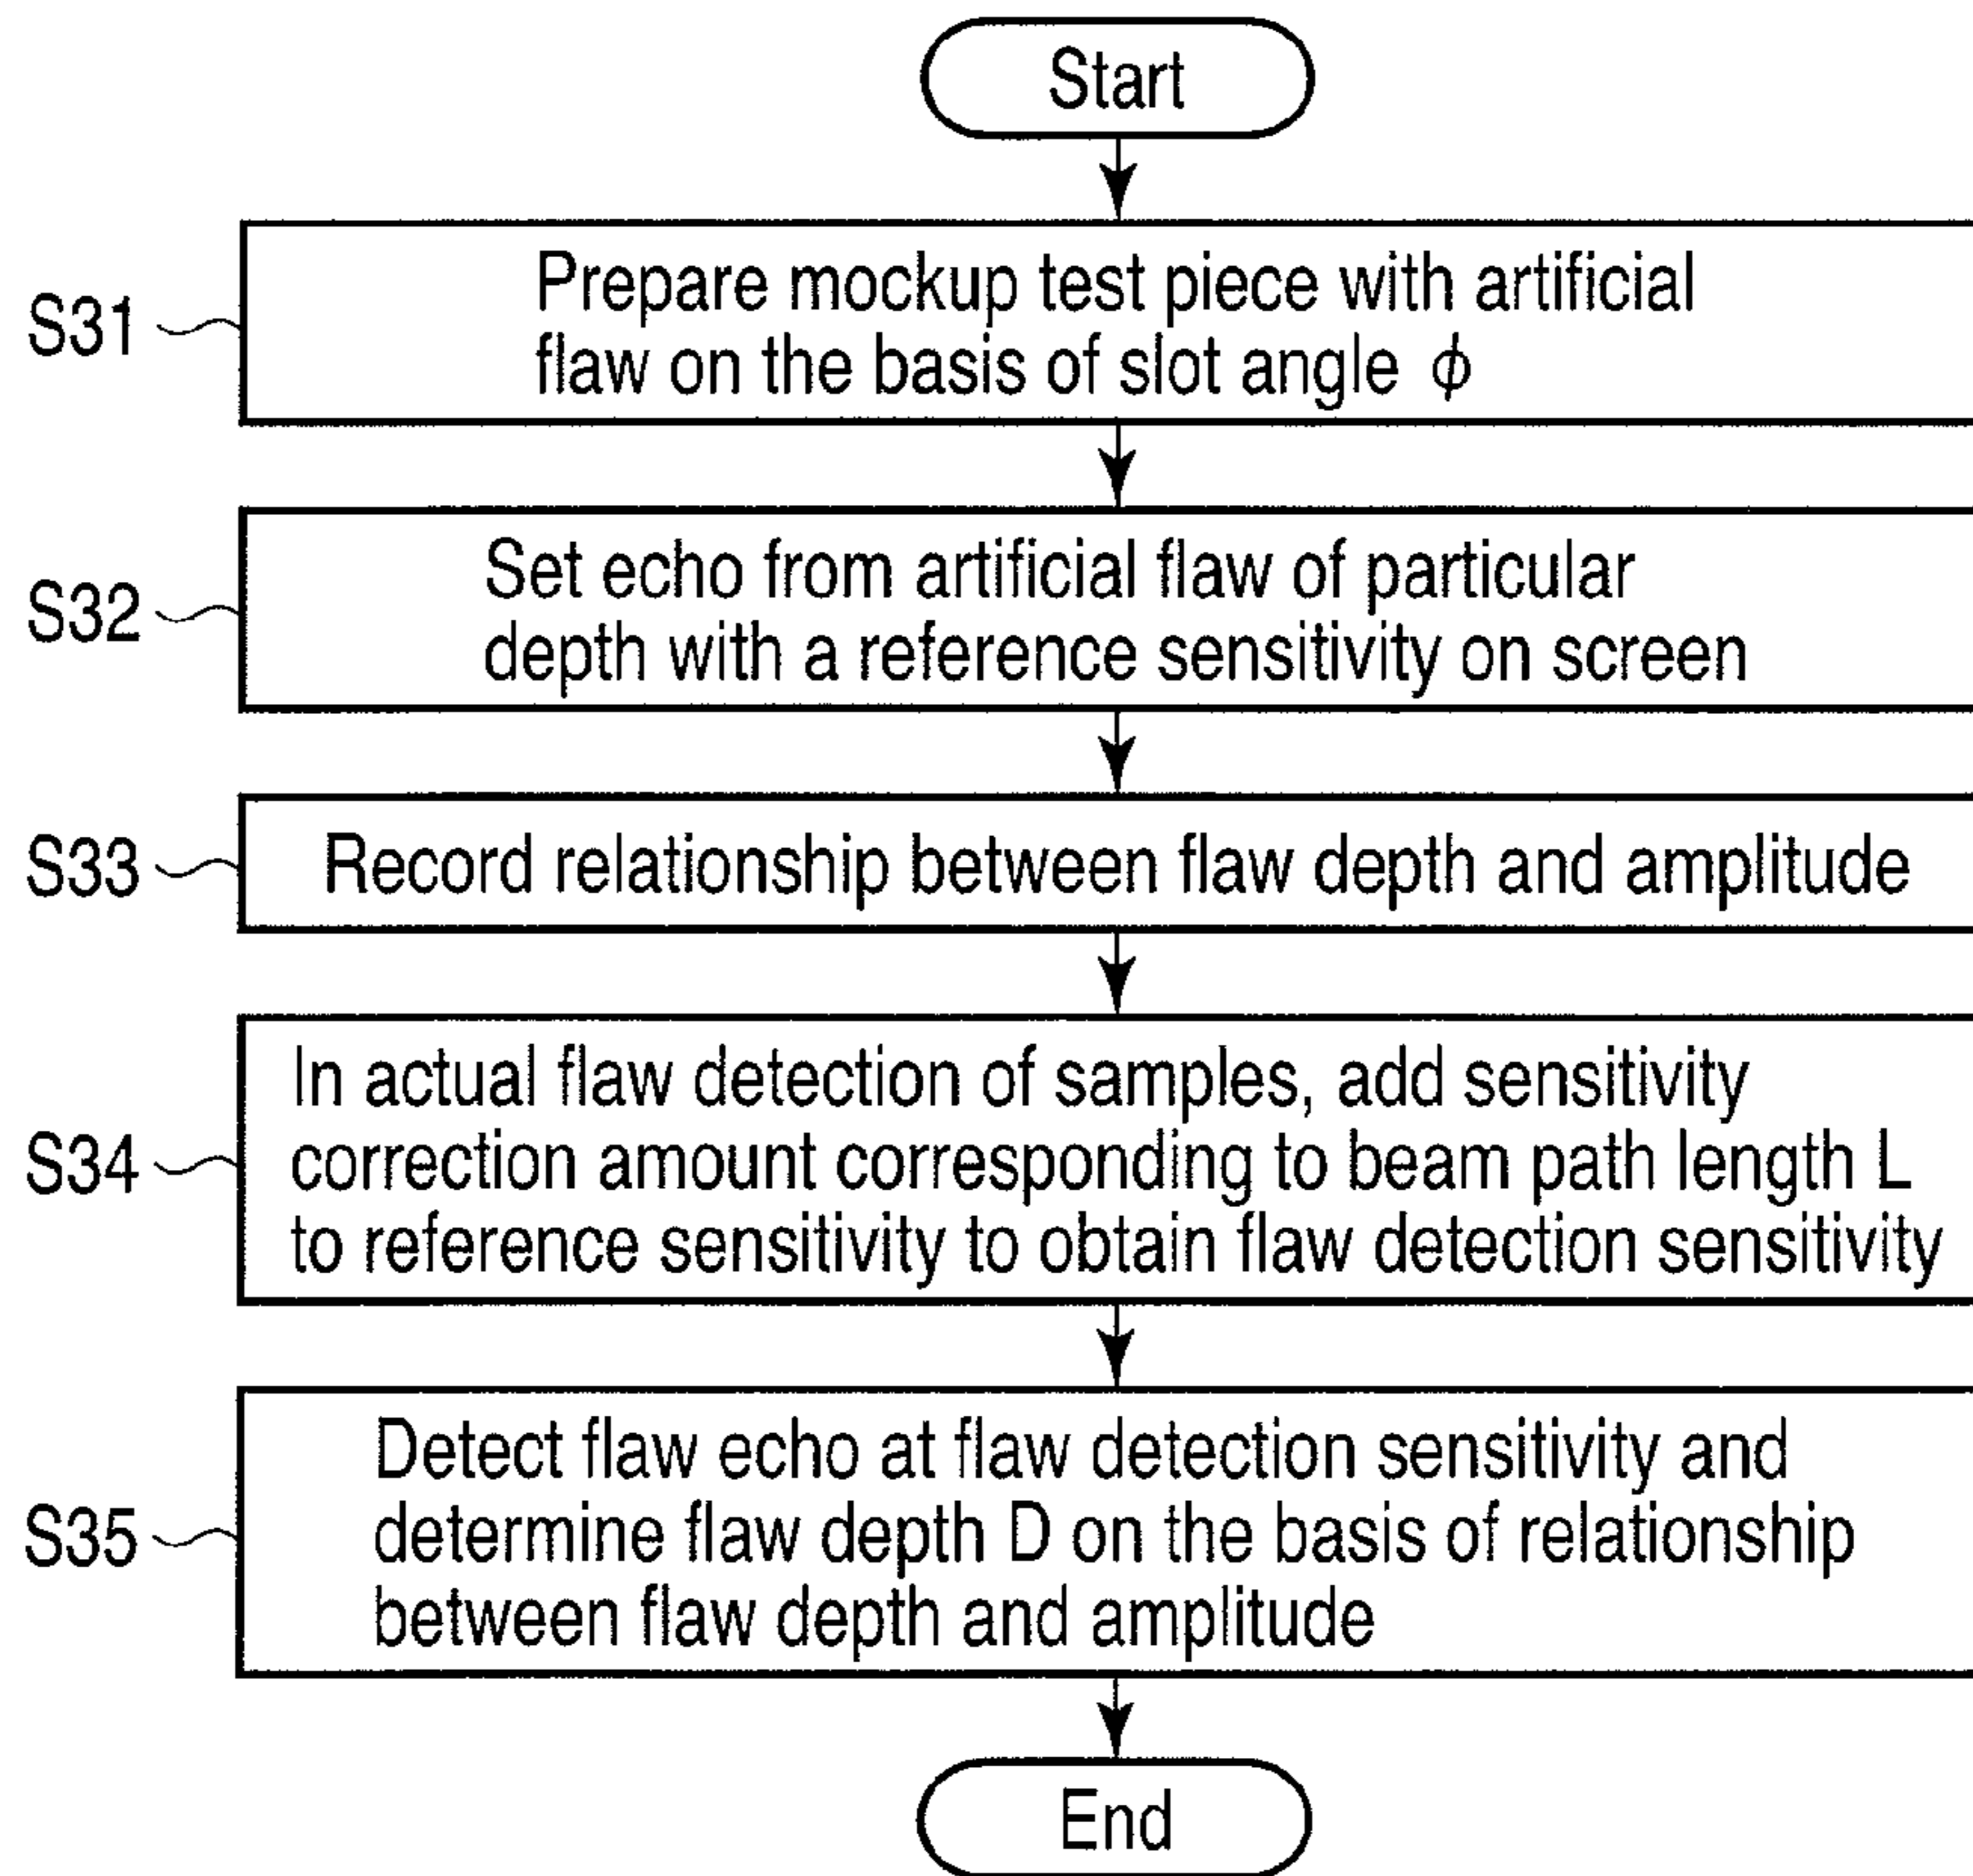 Start
S31
Prepare mockup test piece with artificial
flaw on the basis of slot angle ϕ
S32
Set echo from artificial flaw of particular
depth with a reference sensitivity on screen
S33
Record relationship between flaw depth and amplitude
S34
In actual flaw detection of samples, add sensitivity
correction amount corresponding to beam path length L
to reference sensitivity to obtain flaw detection sensitivity
S35
Detect flaw echo at flaw detection sensitivity and
determine flaw depth D on the basis of relationship
between flaw depth and amplitude
End